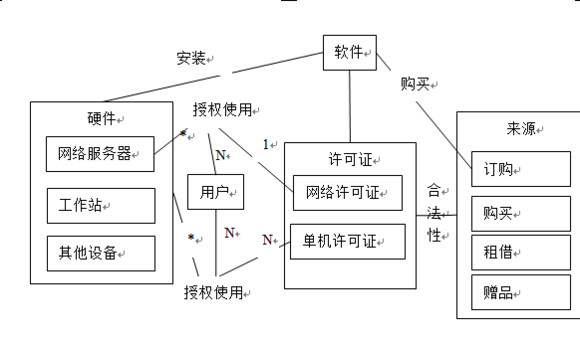 软件
安装
购买
硬件
授权使用
来源
*
1
网络服务器
N
许可证
订购
用户
网络许可证
合法性
工作站
购买
*
N
N
单机许可证
其他设备
租借
授权使用
赠品